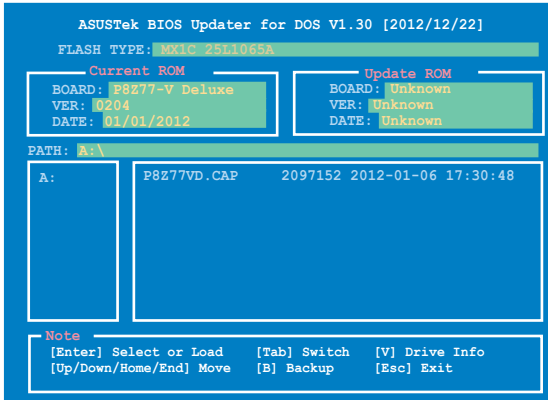 ASUSTek BIOS Updater for DOS V1.30 [2012/12/22]
FLASH TYPE: MX1C 25L1065A
Current ROM
BOARD: P8Z77-V Deluxe
VER: 0204
DATE: 01/01/2012
Update ROM
BOARD: Unknown
VER: Unknown
DATE: Unknown
PATH: A:\
A:
P8Z77VD.CAP 2097152 2012-01-06 17:30:48
Note
[Enter] Select or Load [Tab] Switch [V] Drive Info
[Up/Down/Home/End] Move [B] Backup [Esc] Exit